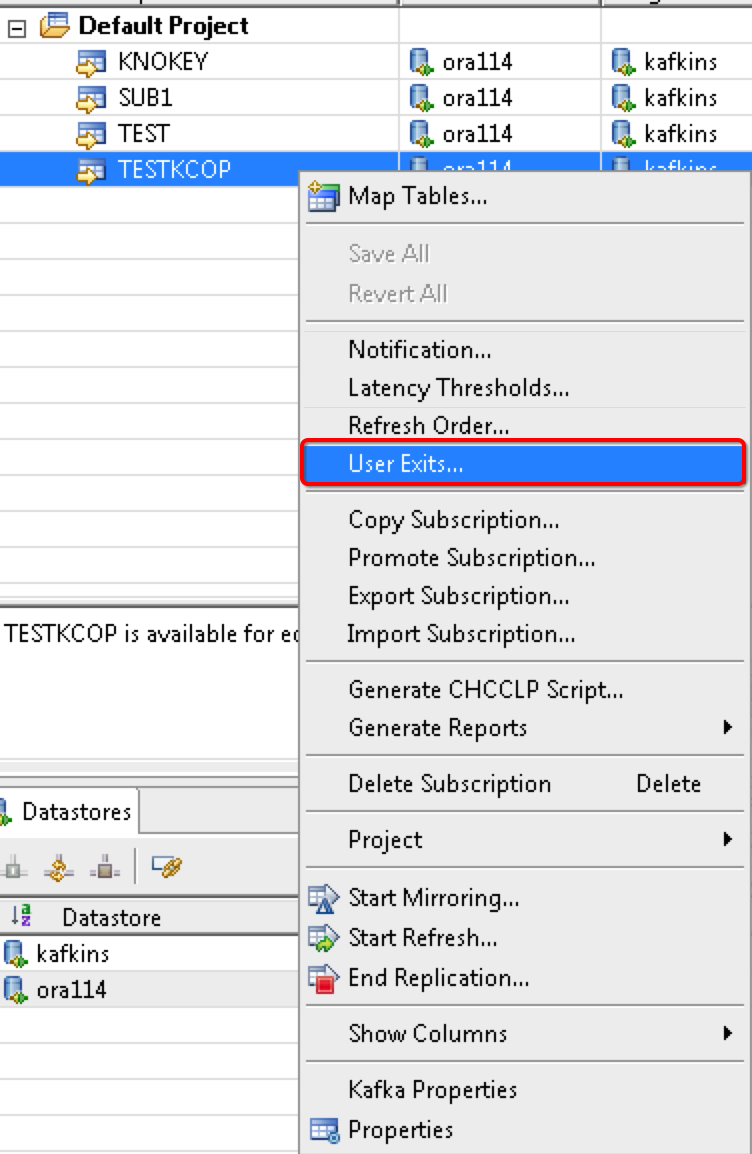 Default Project
KNOKEY ora114 kafkins
SUB1 ora114 kafkins
TEST ora114 kafkins
TESTKCOP ora114 kafkins
Map Tables...
Save All
Revert All
Notification...
Latency Thresholds...
Refresh Order...
User Exits...
Copy Subscription...
Promote Subscription...
Export Subscription...
TESTKCOP is available for
Import Subscription...
Generate CHCCLP Script...
Generate Reports
Delete Subscription Delete
Datastores
Project
Start Mirroring...
Datastore
Start Refresh...
kafkins
End Replication...
ora114
Show Columns
Kafka Properties
Properties